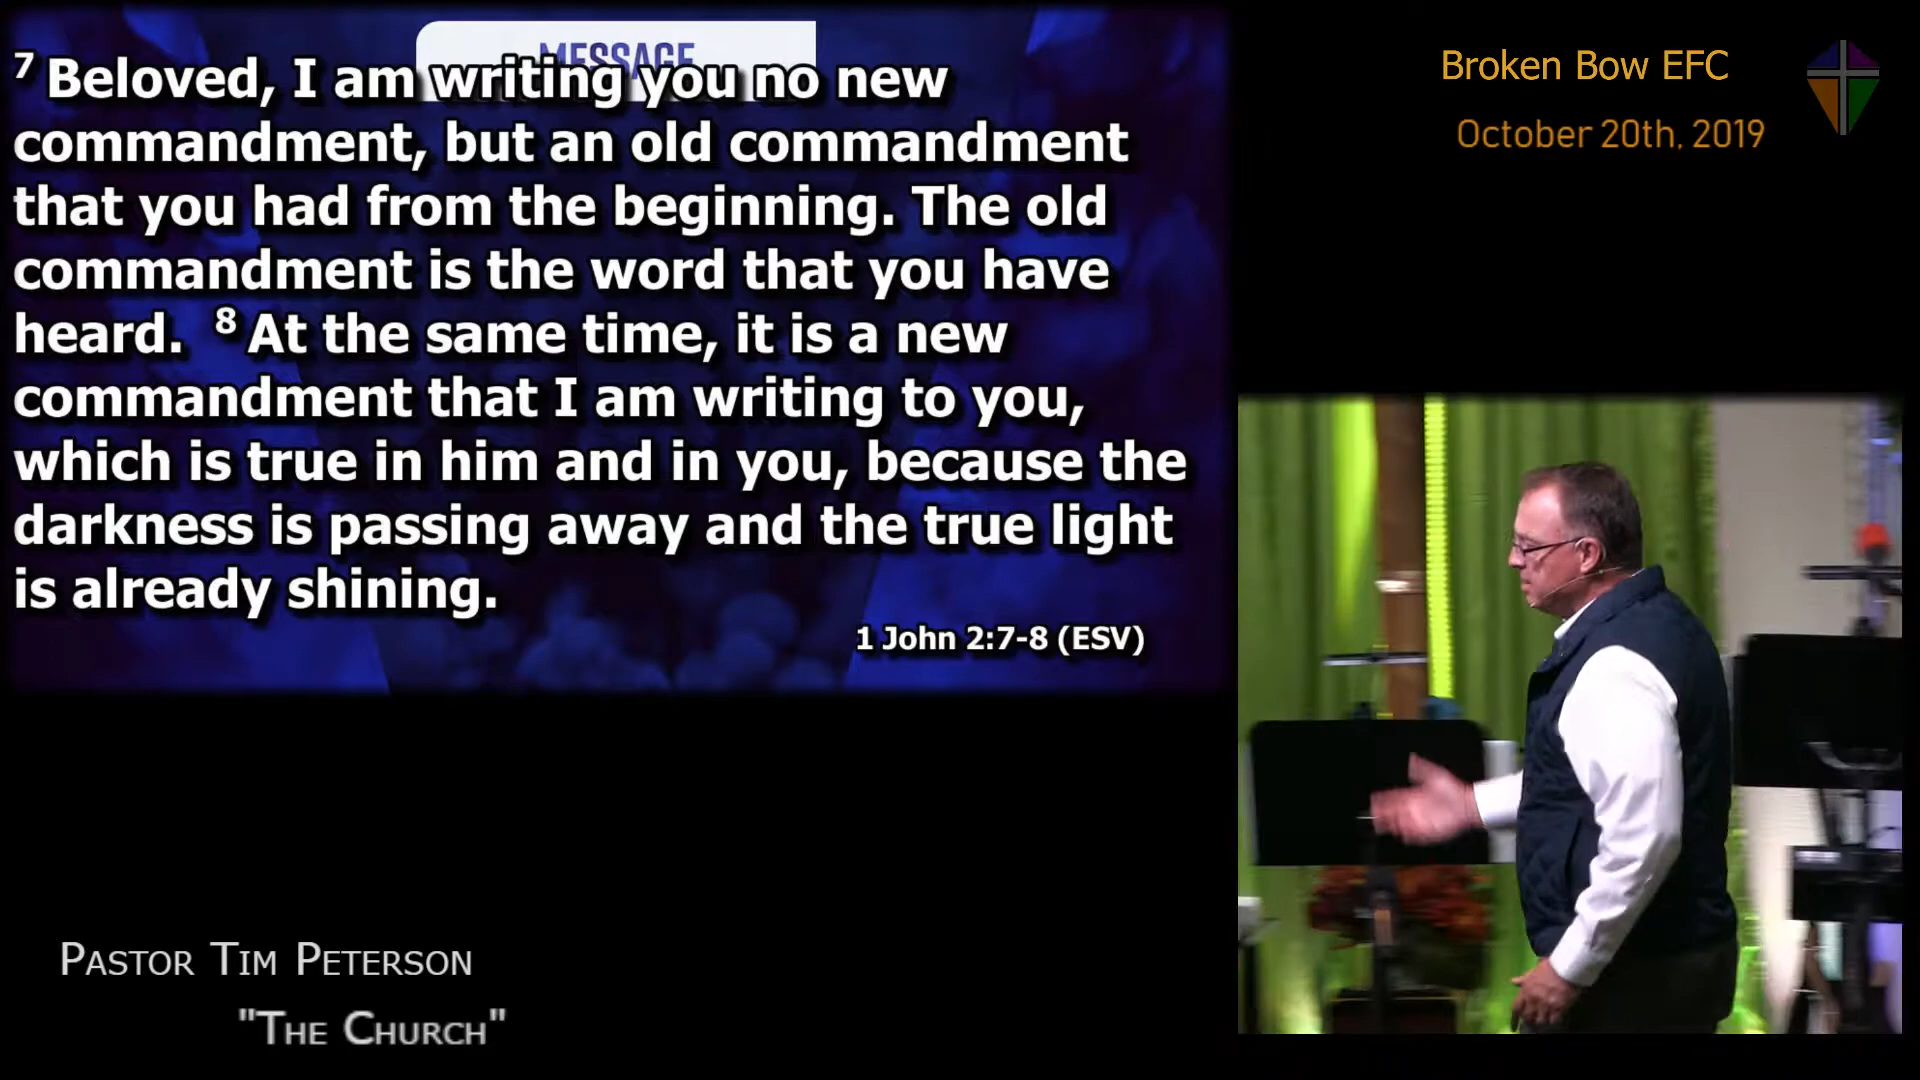 MESSAGE
7 Beloved, I am writing you no new
commandment, but an old commandment
that you had from the beginning. The old
commandment is the word that you have
heard. 8 At the same time, it is a new
commandment that I am writing to you,
which is true in him and in you, because the
darkness is passing away and the true light
is already shining.
1 John 2:7-8 (ESV)
Broken Bow EFC
October 20th, 2019
PASTOR TIM PETERSON
"THE CHURCH"